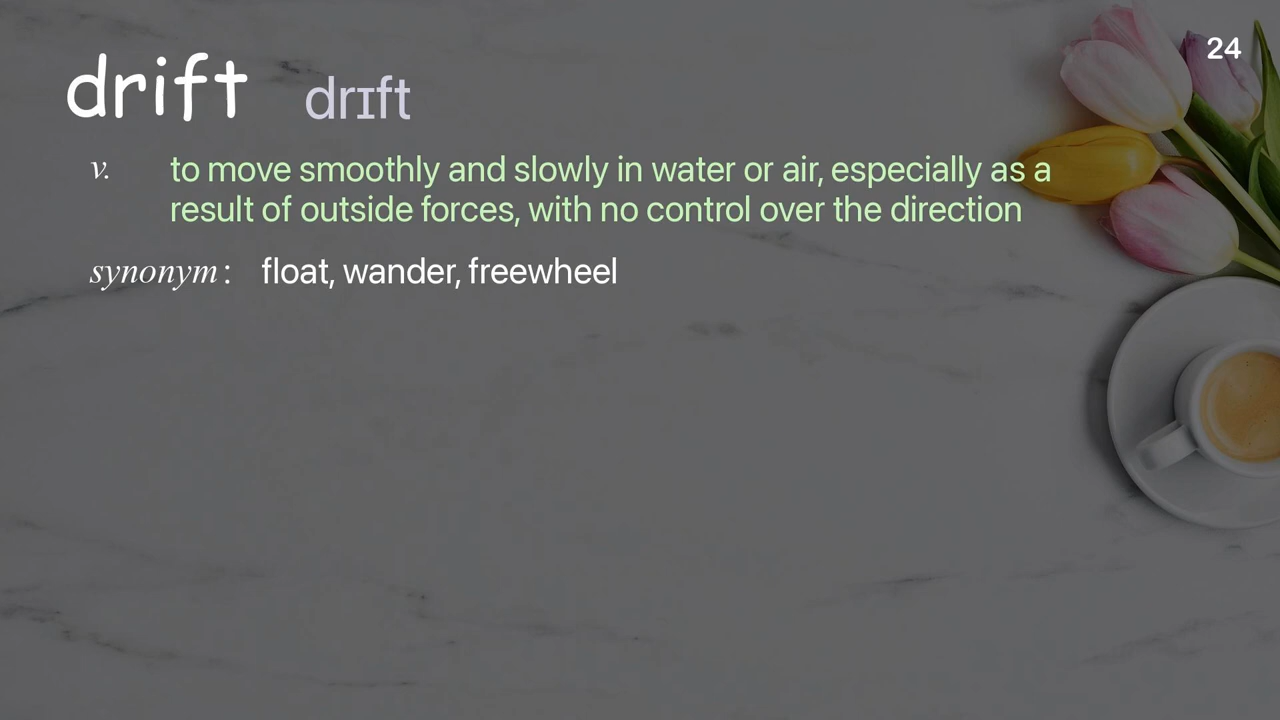 24
drift drɪft
v. to move smoothly and slowly in water or air, especially as a
result of outside forces, with no control over the direction
synonym: float, wander, freewheel